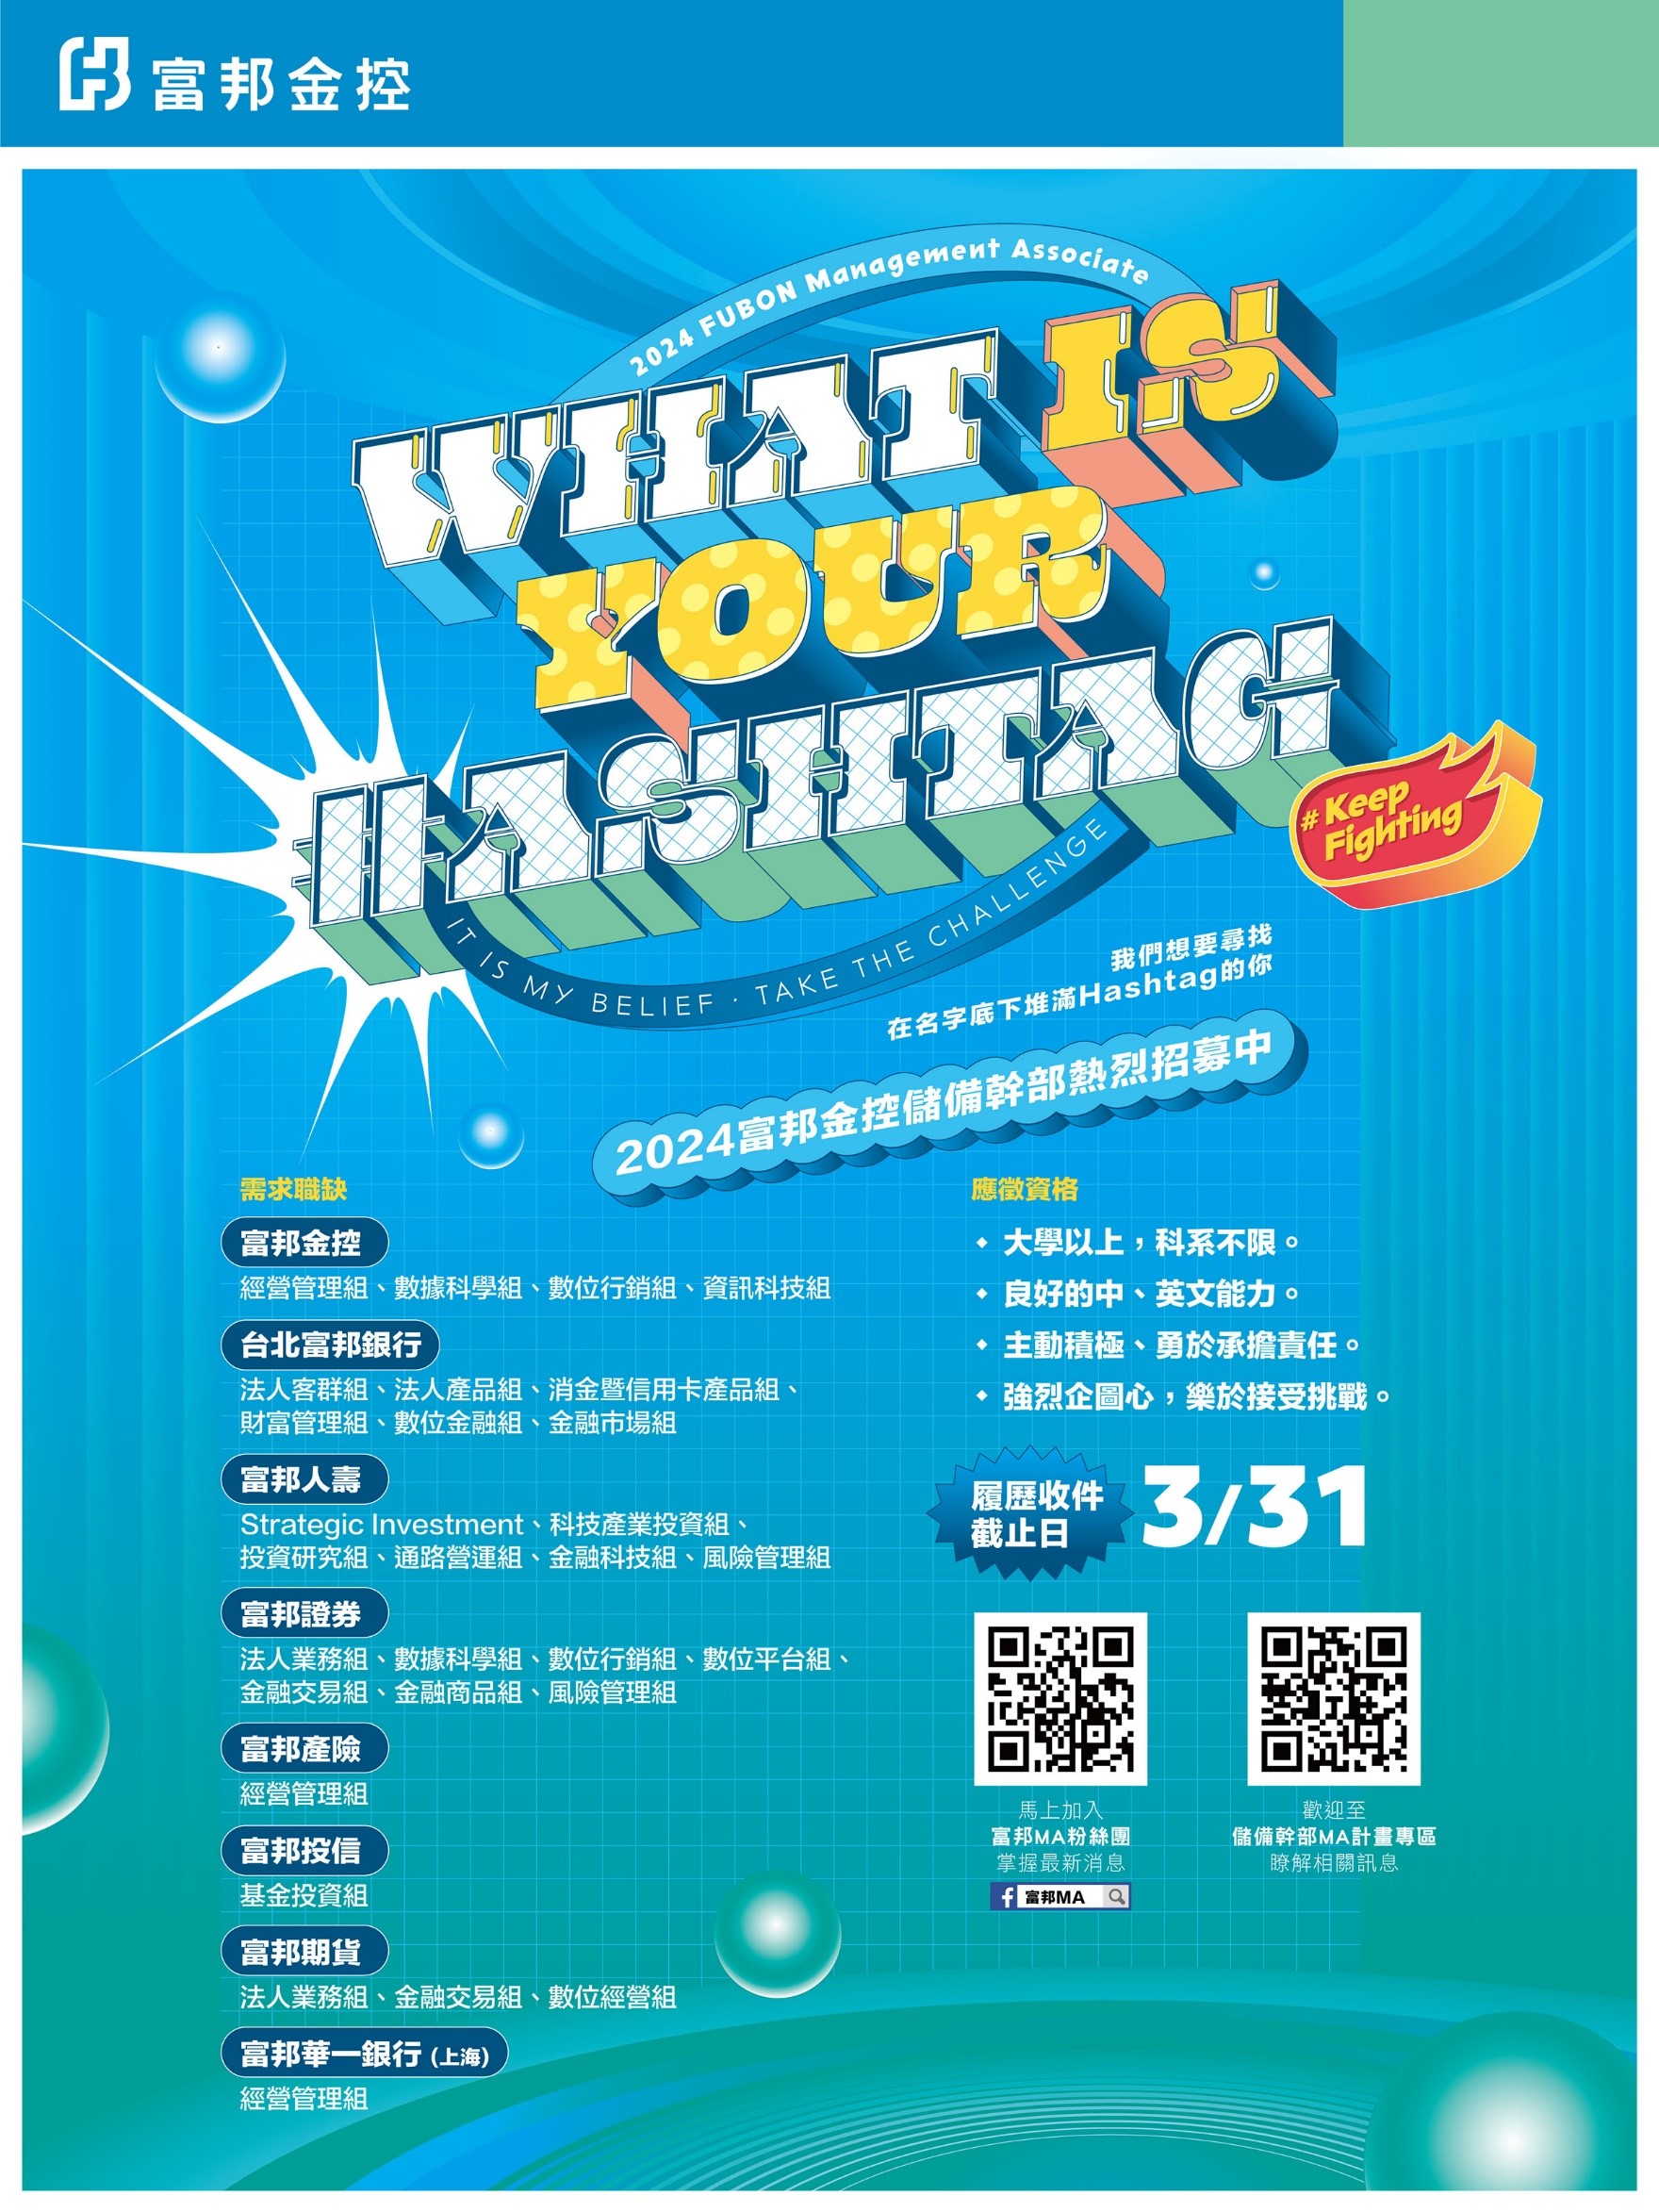 富邦金控
2024 FUBON Management Associate
WHAT IS
YOUR
HASHTAG
# Keep
Fighting
IT IS MY BELIEF · TAKE THE CHALLENGE
我們想要尋找
在名字底下堆滿Hashtag的你
2024富邦金控儲備幹部熱烈招募中
需求職缺
富邦金控
經營管理組、數據科學組、數位行銷組、資訊科技組
台北富邦銀行
法人客群組、法人產品組、消金暨信用卡產品組、
財富管理組、數位金融組、金融市場組
富邦人壽
Strategic Investment、科技產業投資組、
投資研究組、通路營運組、金融科技組、風險管理組
富邦證券
法人業務組、數據科學組、數位行銷組、數位平台組、
金融交易組、金融商品組、風險管理組
富邦產險
經營管理組
富邦投信
基金投資組
富邦期貨
法人業務組、金融交易組、數位經營組
富邦華一銀行 (上海)
經營管理組
應徵資格
◆ 大學以上，科系不限。
◆ 良好的中、英文能力。
◆ 主動積極、勇於承擔責任。
◆ 強烈企圖心，樂於接受挑戰。
履歷收件
截止日
3/31
馬上加入
富邦MA粉絲團
掌握最新消息
f 富邦MA
歡迎至
儲備幹部MA計畫專區
瞭解相關訊息